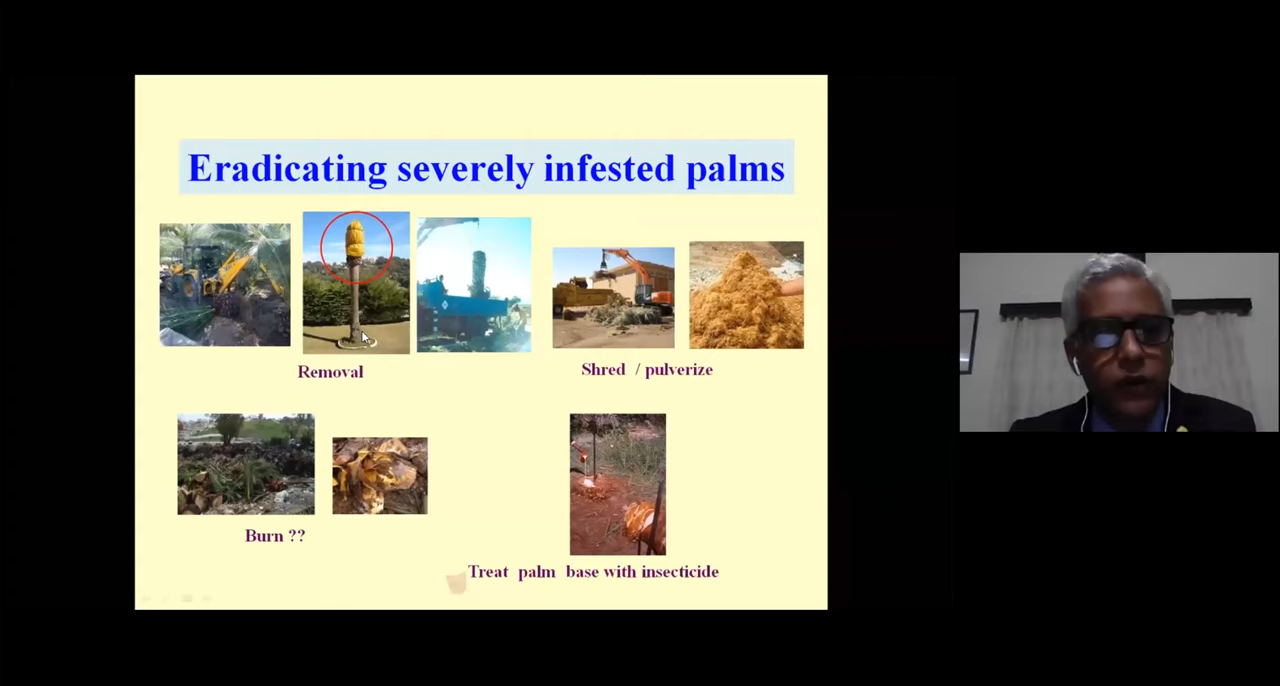 Eradicating severely infested palms
Removal
Shred / pulverize
Burn ??
Treat palm base with insecticide